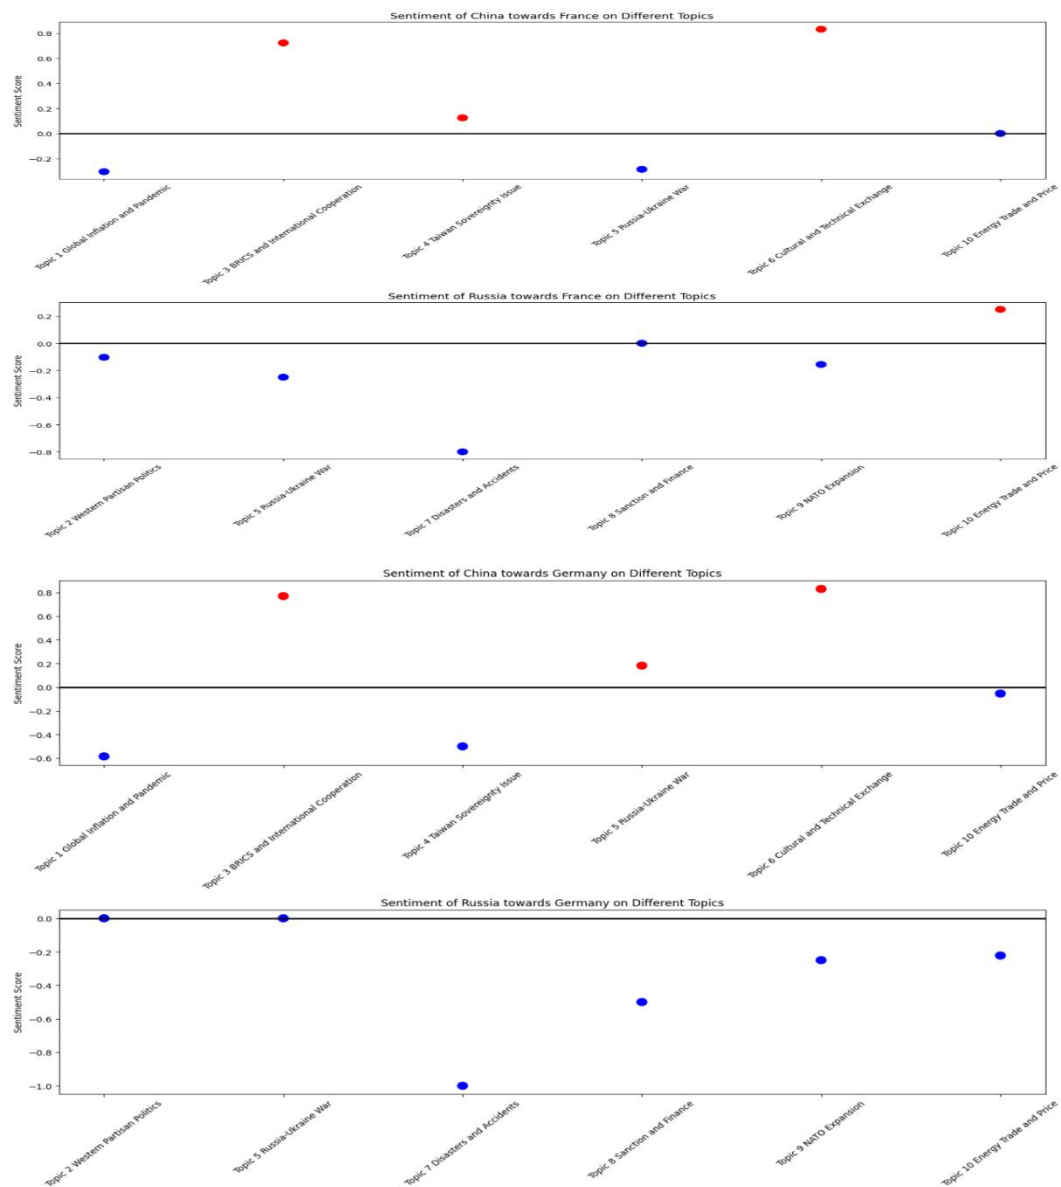 Sentiment of China towards France on Different Topics
Sentiment Score
0.8
0.6
0.4
0.2
0.0
−0.2
Topic 1 Global Inflation and Pandemic
Topic 3 BRICS and International Cooperation
Topic 4 Taiwan Sovereignty Issue
Topic 5 Russia-Ukraine War
Topic 6 Cultural and Technical Exchange
Topic 10 Energy Trade and Price
Sentiment of Russia towards France on Different Topics
Sentiment Score
0.2
0.0
−0.2
−0.4
−0.6
−0.8
Topic 2 Western Partisan Politics
Topic 5 Russia-Ukraine War
Topic 7 Disasters and Accidents
Topic 8 Sanction and Finance
Topic 9 NATO Expansion
Topic 10 Energy Trade and Price
Sentiment of China towards Germany on Different Topics
Sentiment Score
0.8
0.6
0.4
0.2
0.0
−0.2
−0.4
−0.6
Topic 1 Global Inflation and Pandemic
Topic 3 BRICS and International Cooperation
Topic 4 Taiwan Sovereignty Issue
Topic 5 Russia-Ukraine War
Topic 6 Cultural and Technical Exchange
Topic 10 Energy Trade and Price
Sentiment of Russia towards Germany on Different Topics
Sentiment Score
0.0
−0.2
−0.4
−0.6
−0.8
−1.0
Topic 2 Western Partisan Politics
Topic 5 Russia-Ukraine War
Topic 7 Disasters and Accidents
Topic 8 Sanction and Finance
Topic 9 NATO Expansion
Topic 10 Energy Trade and Price